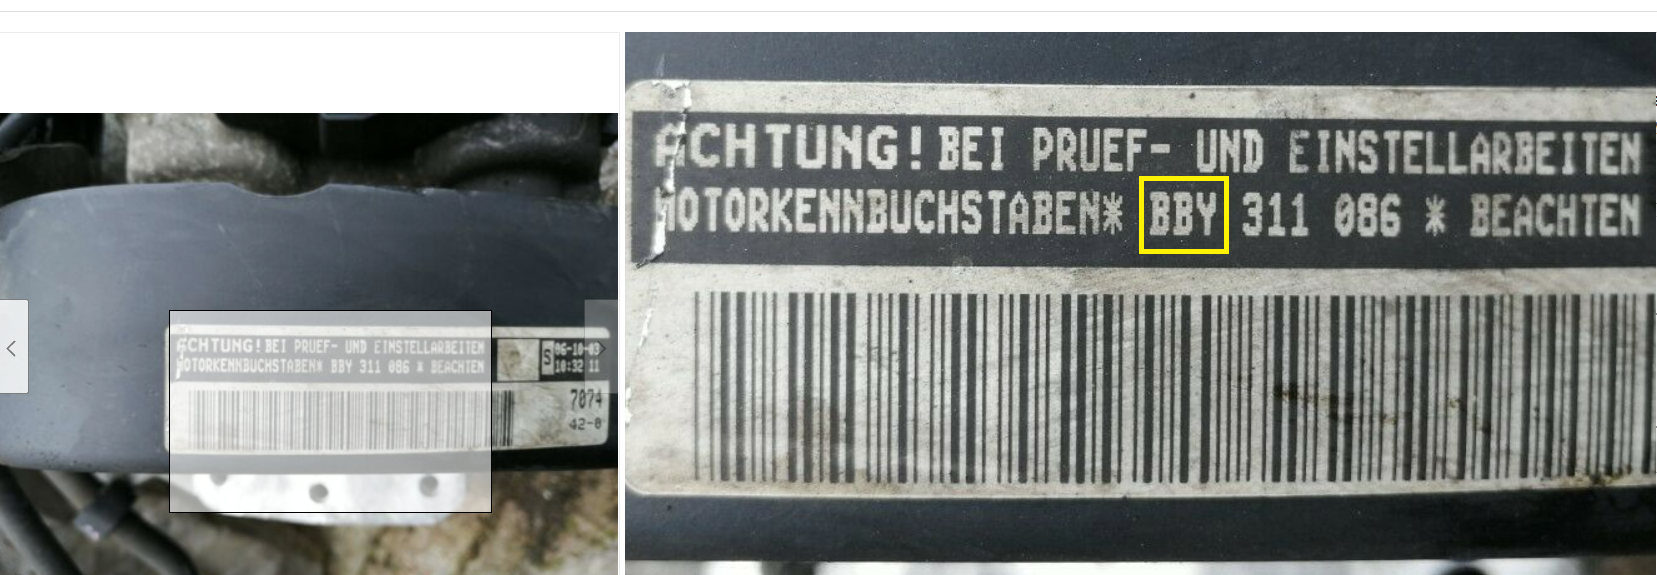 ACHTUNG! BEI PRUEF- UND EINSTELLARBEITEN
MOTORKENNBUCHSTABEN* BBY 311 086 * BEACHTEN
S 06-10-03
10:32 11
7074
42-0
ACHTUNG! BEI PRUEF- UND EINSTELLARBEITEN
MOTORKENNBUCHSTABEN* BBY 311 086 * BEACHTEN